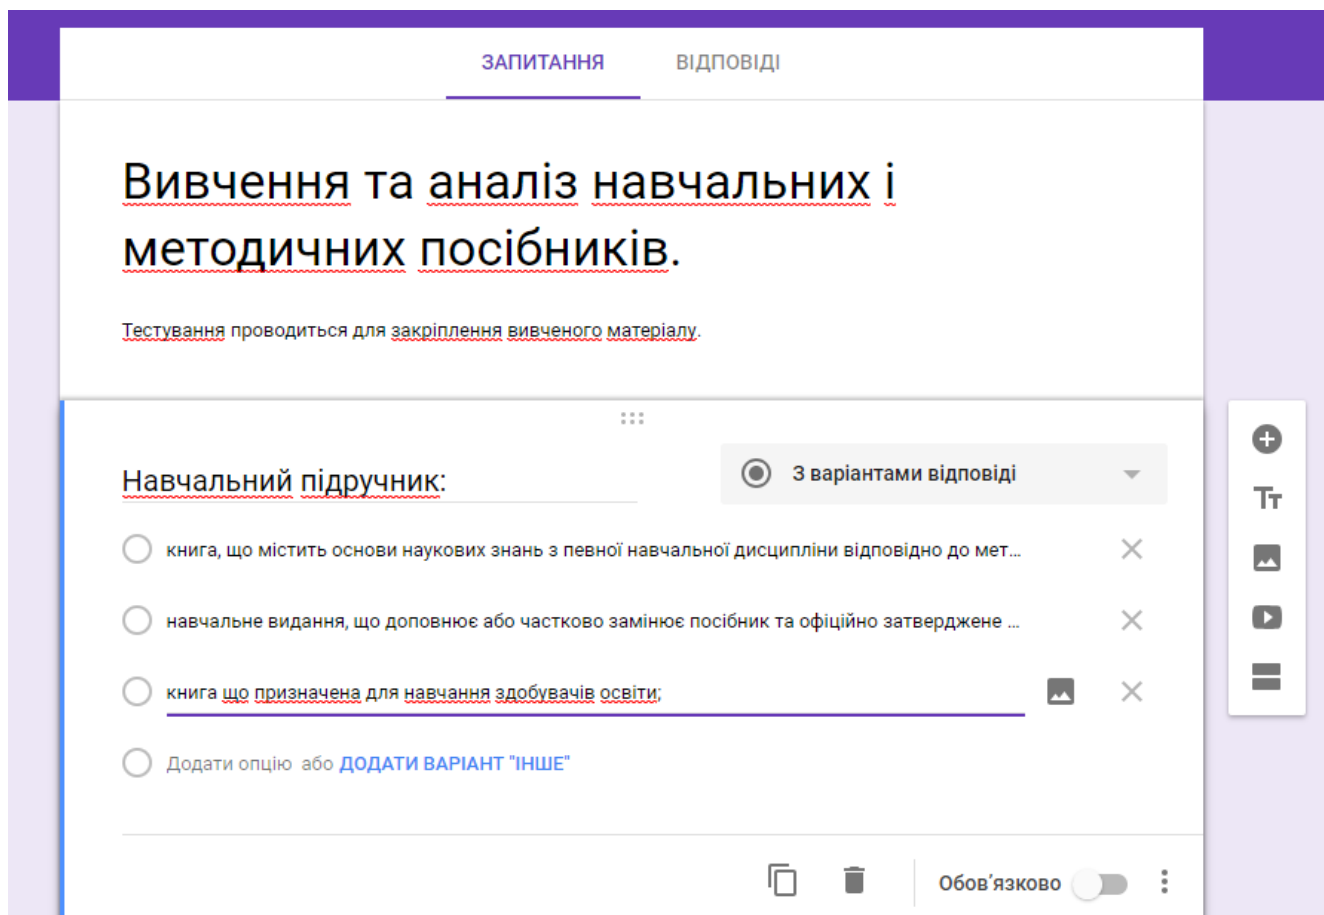 ЗАПИТАННЯ ВІДПОВІДІ
Вивчення та аналіз навчальних і
методичних посібників.
Тестування проводиться для закріплення вивченого матеріалу.
Навчальний підручник:
З варіантами відповіді
книга, що містить основи наукових знань з певної навчальної дисципліни відповідно до мет...
навчальне видання, що доповнює або частково замінює посібник та офіційно затверджене ...
книга що призначена для навчання здобувачів освіти;
Додати опцію або ДОДАТИ ВАРІАНТ "ІНШЕ"
Обов’язково